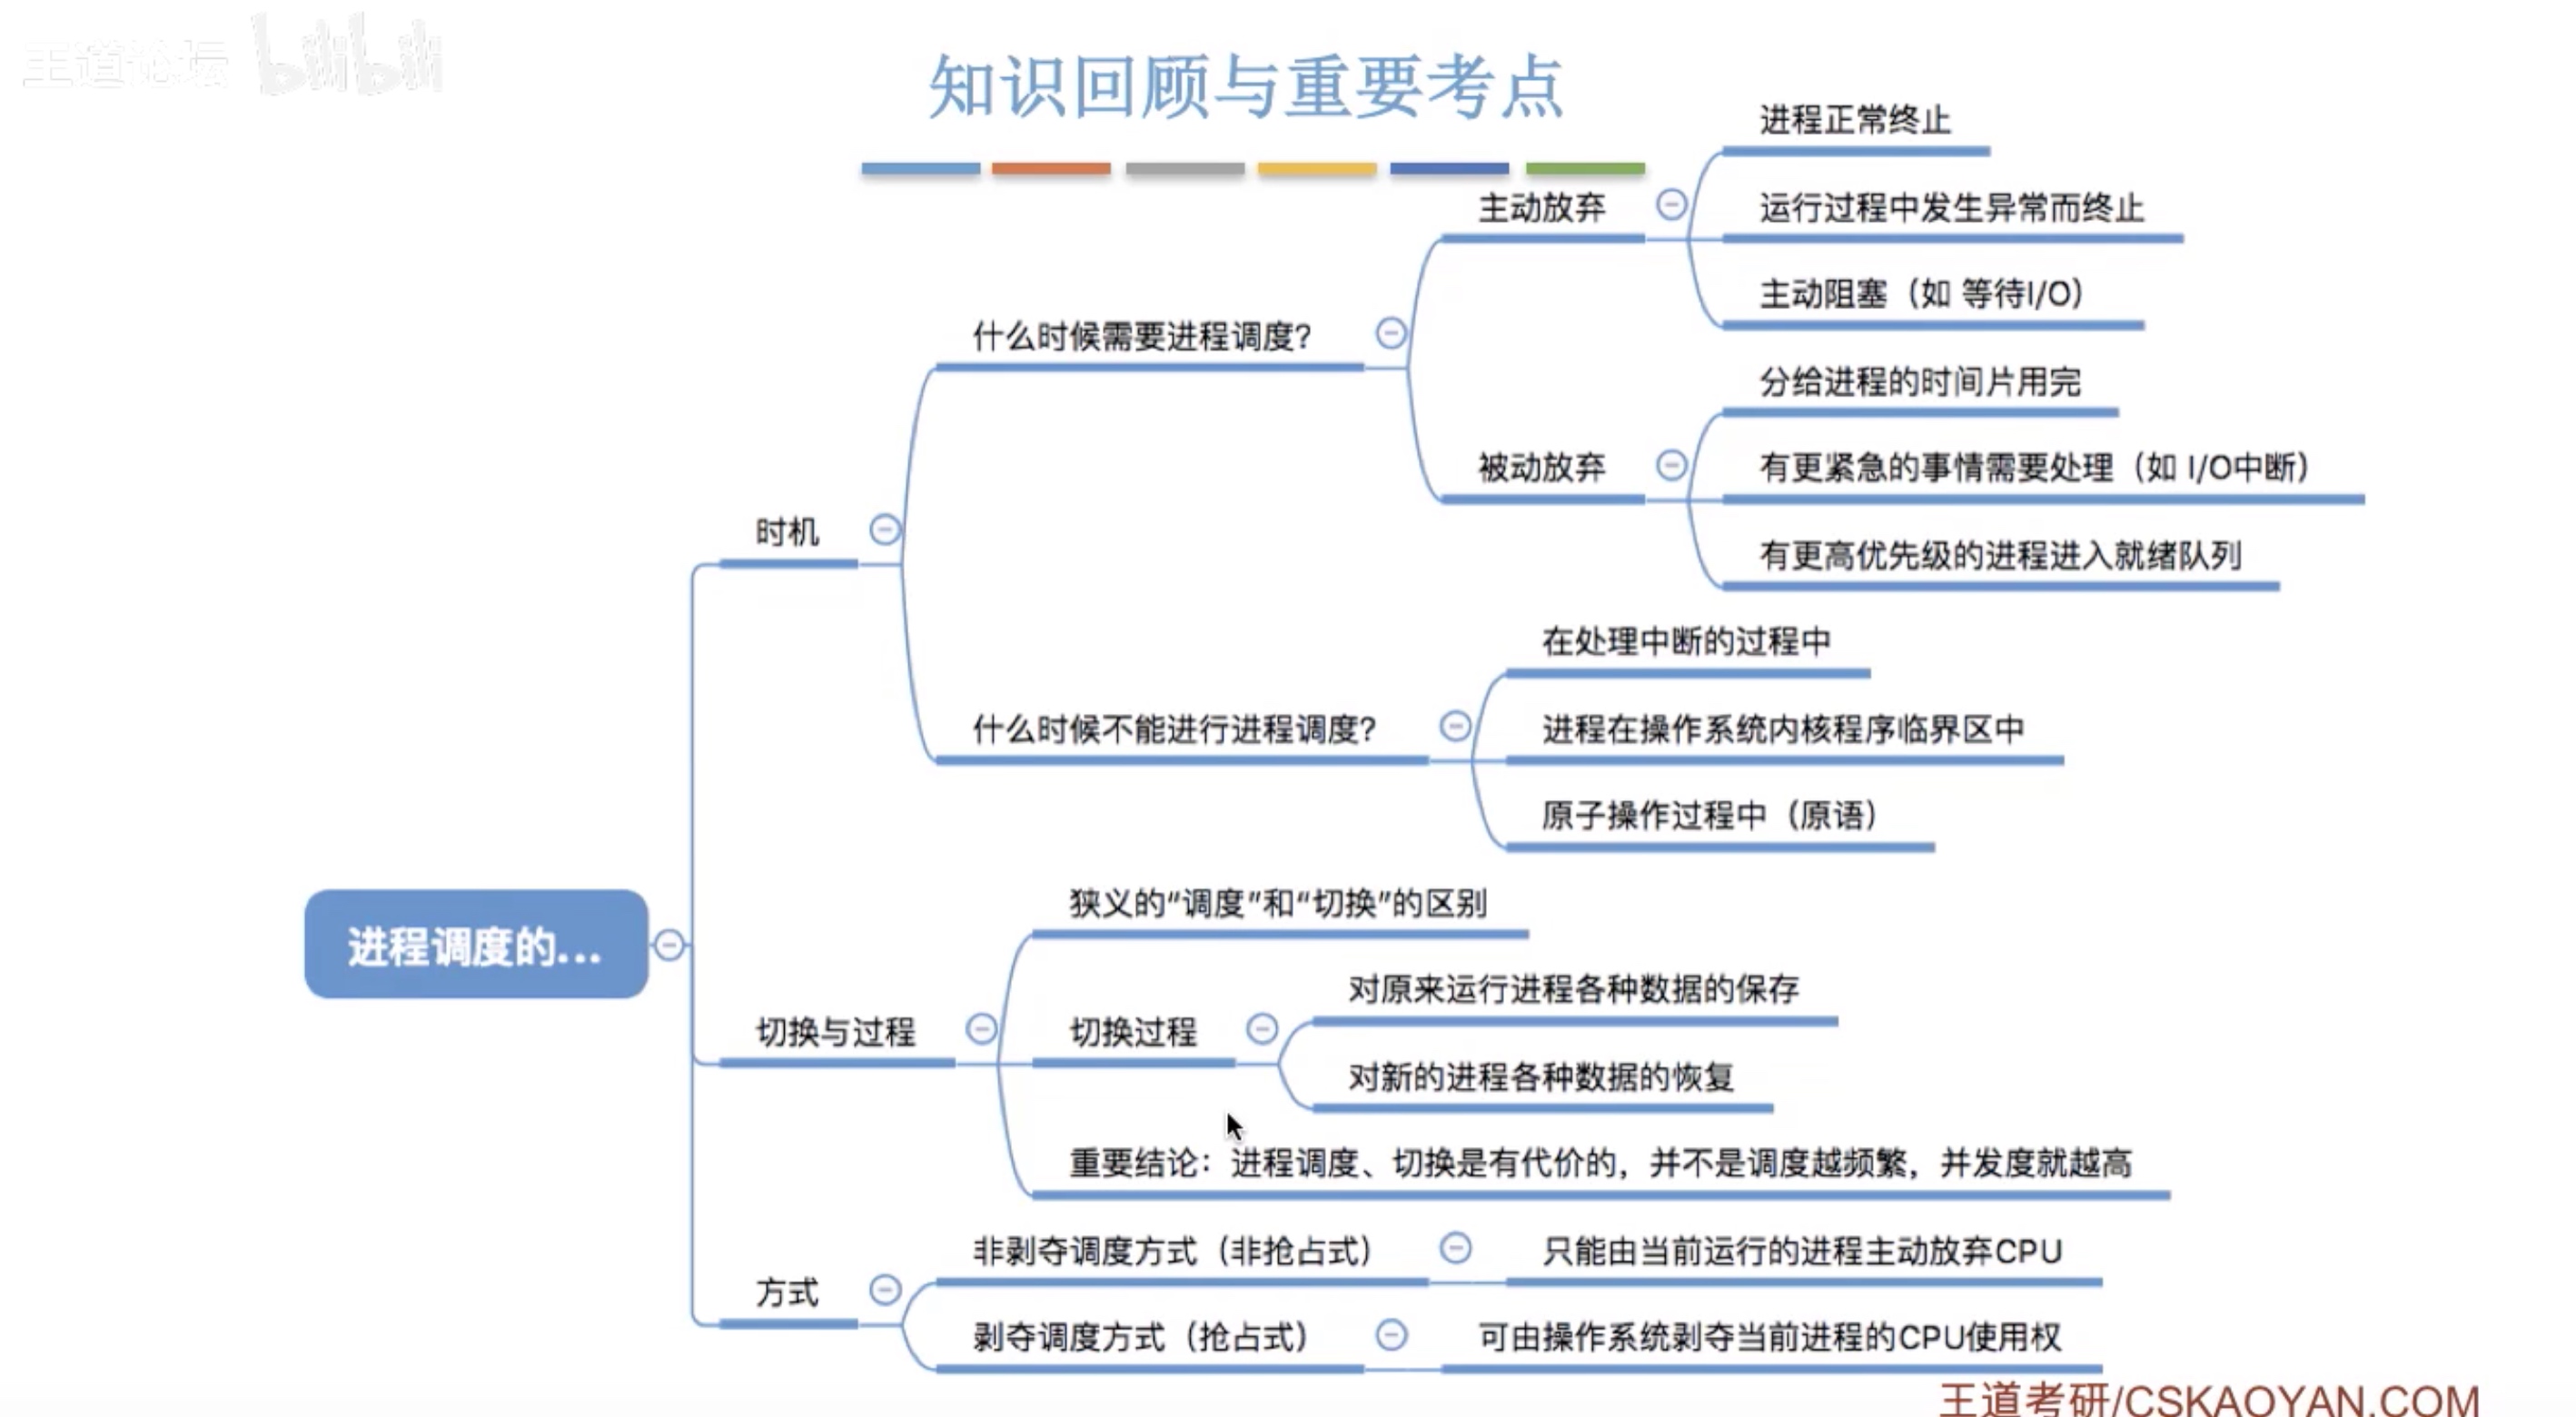 王道论坛 bilibili
知识回顾与重要考点
进程正常终止
主动放弃
运行过程中发生异常而终止
主动阻塞（如 等待I/O）
什么时候需要进程调度？
分给进程的时间片用完
被动放弃
有更紧急的事情需要处理（如 I/O中断）
有更高优先级的进程进入就绪队列
时机
在处理中断的过程中
什么时候不能进行进程调度？
进程在操作系统内核程序临界区中
原子操作过程中（原语）
进程调度的...
狭义的“调度”和“切换”的区别
切换与过程
切换过程
对原来运行进程各种数据的保存
对新的进程各种数据的恢复
重要结论：进程调度、切换是有代价的，并不是调度越频繁，并发度就越高
方式
非剥夺调度方式（非抢占式）
只能由当前运行的进程主动放弃CPU
剥夺调度方式（抢占式）
可由操作系统剥夺当前进程的CPU使用权
王道考研/CSKAOYAN.COM